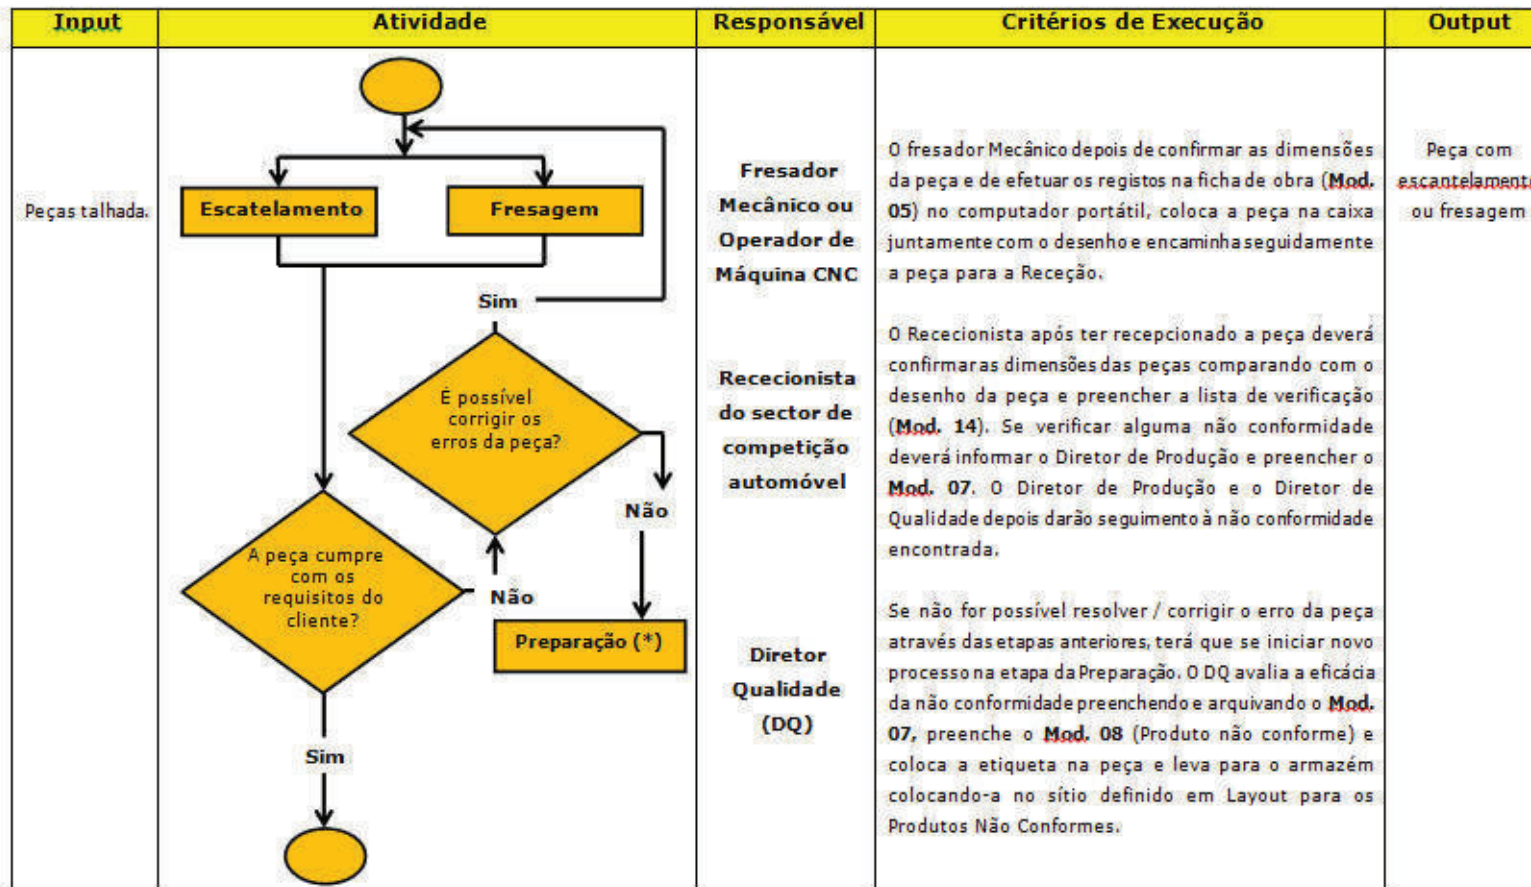 Input
Atividade
Responsável
Critérios de Execução
Output
Peças talhada.
Escatelamento
Fresagem
Sim
É possível
corrigir os
erros da peça?
Não
A peça cumpre
com os
requisitos do
cliente?
Não
Preparação (*)
Sim
Fresador
Mecânico ou
Operador de
Máquina CNC
Rececionista
do sector de
competição
automóvel
Diretor
Qualidade
(DQ)
O fresador Mecânico depois de confirmar as dimensões
da peça e de efetuar os registos na ficha de obra (Mod.
05) no computador portátil, coloca a peça na caixa
juntamente com o desenho e encaminha seguidamente
a peça para a Receção.
O Rececionista após ter recepcionado a peça deverá
confirmar as dimensões das peças comparando com o
desenho da peça e preencher a lista de verificação
(Mod. 14). Se verificar alguma não conformidade
deverá informar o Diretor de Produção e preencher o
Mod. 07. O Diretor de Produção e o Diretor de
Qualidade depois darão seguimento à não conformidade
encontrada.
Se não for possível resolver / corrigir o erro da peça
através das etapas anteriores, terá que se iniciar novo
processo na etapa da Preparação. O DQ avalia a eficácia
da não conformidade preenchendo e arquivando o Mod.
07, preenche o Mod. 08 (Produto não conforme) e
coloca a etiqueta na peça e leva para o armazém
colocando-a no sítio definido em Layout para os
Produtos Não Conformes.
Peça com
escantelamento
ou fresagem